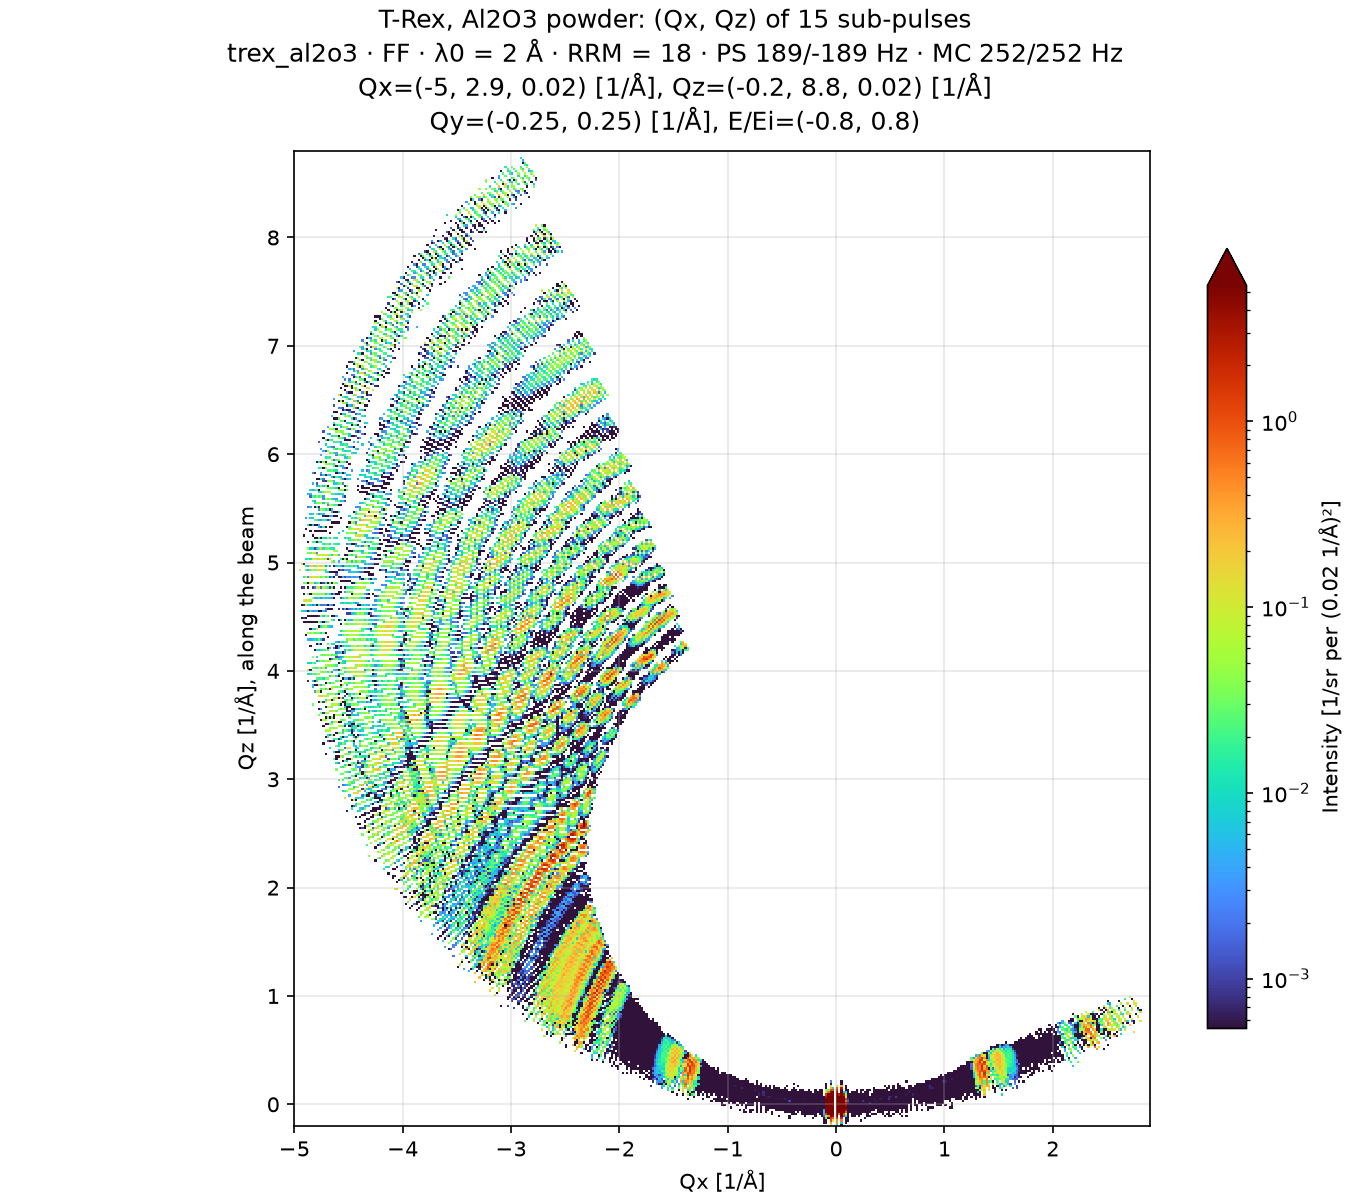 T-Rex, Al2O3 powder: (Qx, Qz) of 15 sub-pulses
trex_al2o3 · FF · λ0 = 2 Å · RRM = 18 · PS 189/-189 Hz · MC 252/252 Hz
Qx=(-5, 2.9, 0.02) [1/Å], Qz=(-0.2, 8.8, 0.02) [1/Å]
Qy=(-0.25, 0.25) [1/Å], E/Ei=(-0.8, 0.8)
Qz [1/Å], along the beam
8
7
6
5
4
3
2
1
0
−5 −4 −3 −2 −1 0 1 2
Qx [1/Å]
10⁰
10⁻¹
10⁻²
10⁻³
Intensity [1/sr per (0.02 1/Å)²]